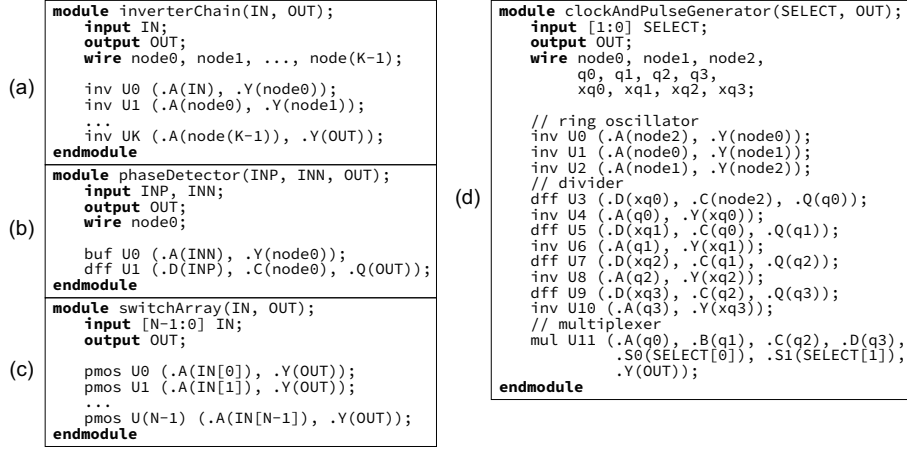 (a)
module inverterChain(IN, OUT);
input IN;
output OUT;
wire node0, node1, ..., node(K-1);
inv U0 (.A(IN), .Y(node0));
inv U1 (.A(node0), .Y(node1));
...
inv UK (.A(node(K-1)), .Y(OUT));
endmodule
(b)
module phaseDetector(INP, INN, OUT);
input INP, INN;
output OUT;
wire node0;
buf U0 (.A(INN), .Y(node0));
dff U1 (.D(INP), .C(node0), .Q(OUT));
endmodule
(c)
module switchArray(IN, OUT);
input [N-1:0] IN;
output OUT;
pmos U0 (.A(IN[0]), .Y(OUT));
pmos U1 (.A(IN[1]), .Y(OUT));
...
pmos U(N-1) (.A(IN[N-1]), .Y(OUT));
endmodule
(d)
module clockAndPulseGenerator(SELECT, OUT);
input [1:0] SELECT;
output OUT;
wire node0, node1, node2,
q0, q1, q2, q3,
xq0, xq1, xq2, xq3;
// ring oscillator
inv U0 (.A(node2), .Y(node0));
inv U1 (.A(node0), .Y(node1));
inv U2 (.A(node1), .Y(node2));
// divider
dff U3 (.D(xq0), .C(node2), .Q(q0));
inv U4 (.A(q0), .Y(xq0));
dff U5 (.D(xq1), .C(q0), .Q(q1));
inv U6 (.A(q1), .Y(xq1));
dff U7 (.D(xq2), .C(q1), .Q(q2));
inv U8 (.A(q2), .Y(xq2));
dff U9 (.D(xq3), .C(q2), .Q(q3));
inv U10 (.A(q3), .Y(xq3));
// multiplexer
mul U11 (.A(q0), .B(q1), .C(q2), .D(q3),
.S0(SELECT[0]), .S1(SELECT[1]),
.Y(OUT));
endmodule